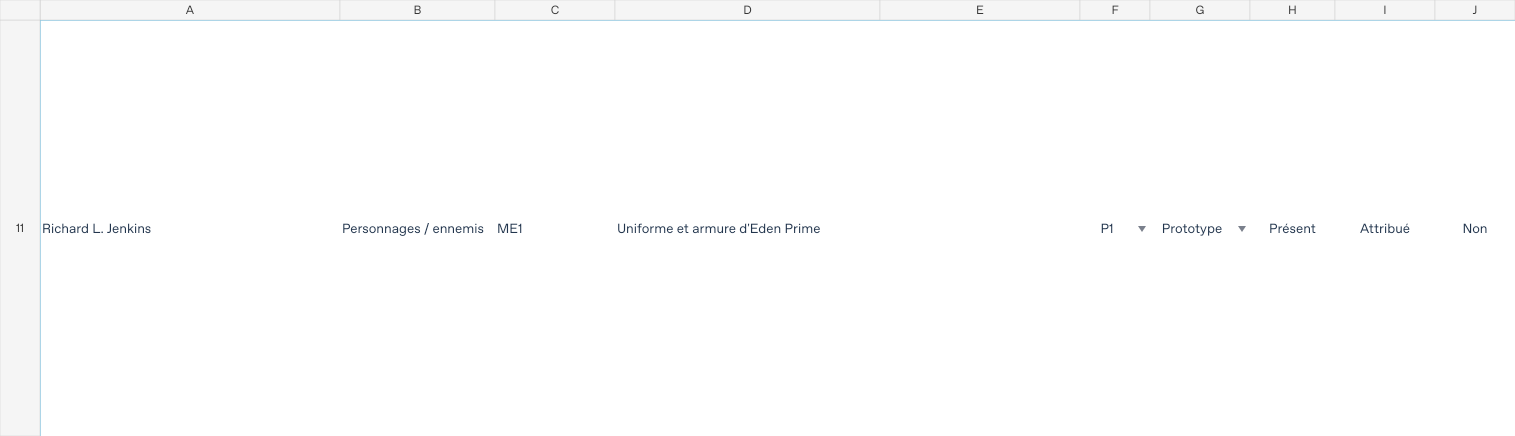 A B C D E F G H I J
11 Richard L. Jenkins Personnages / ennemis ME1 Uniforme et armure d'Eden Prime P1 Prototype Présent Attribué Non